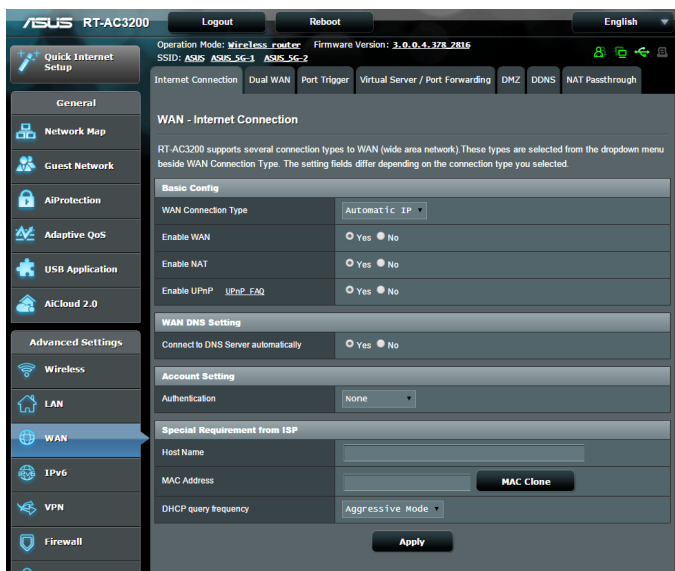 ASUS RT-AC3200 Logout Reboot English
Quick Internet Setup
Operation Mode: Wireless router Firmware Version: 3.0.0.4.378_2816
SSID: ASUS ASUS_5G-1 ASUS_5G-2
Internet Connection Dual WAN Port Trigger Virtual Server / Port Forwarding DMZ DDNS NAT Passthrough
General
Network Map
Guest Network
AiProtection
Adaptive QoS
USB Application
AiCloud 2.0
Advanced Settings
Wireless
LAN
WAN
IPv6
VPN
Firewall
WAN - Internet Connection
RT-AC3200 supports several connection types to WAN (wide area network).These types are selected from the dropdown menu
beside WAN Connection Type. The setting fields differ depending on the connection type you selected.
Basic Config
WAN Connection Type Automatic IP
Enable WAN Yes No
Enable NAT Yes No
Enable UPnP UPnP FAQ Yes No
WAN DNS Setting
Connect to DNS Server automatically Yes No
Account Setting
Authentication None
Special Requirement from ISP
Host Name
MAC Address MAC Clone
DHCP query frequency Aggressive Mode
Apply